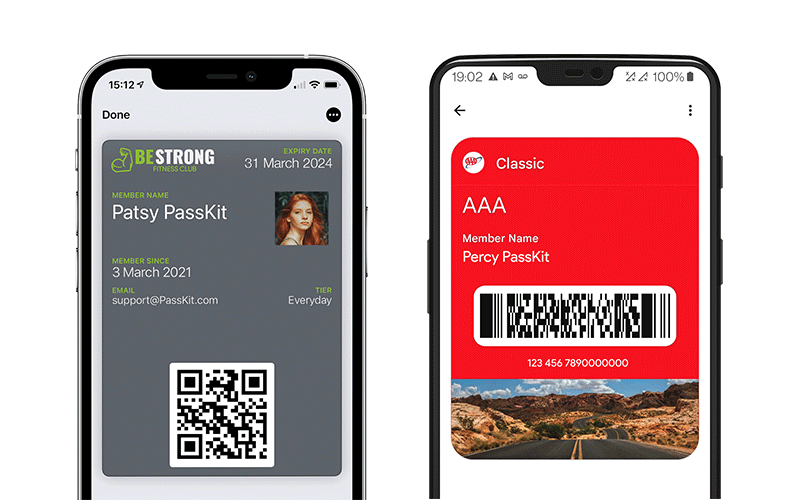 15:12
Done
BE STRONG
FITNESS CLUB
EXPIRY DATE
31 March 2024
MEMBER NAME
Patsy PassKit
MEMBER SINCE
3 March 2021
EMAIL
support@PassKit.com
TIER
Everyday
19:02
100%
AAA
Classic
AAA
Member Name
Percy PassKit
123 456 7890000000